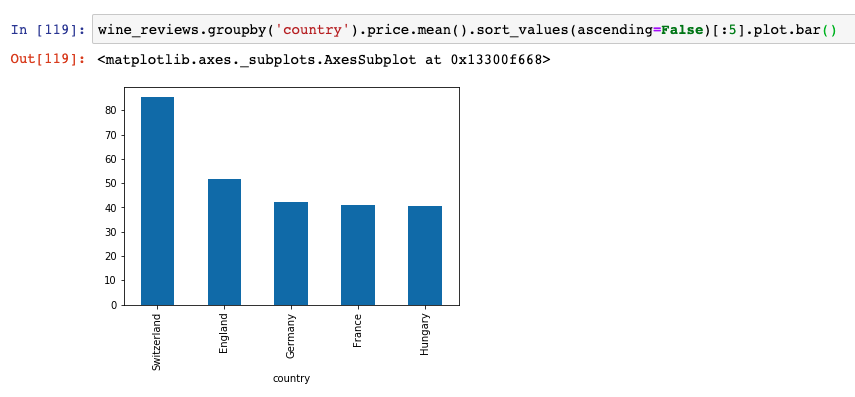 In [119]: wine_reviews.groupby('country').price.mean().sort_values(ascending=False)[:5].plot.bar()
Out[119]: <matplotlib.axes._subplots.AxesSubplot at 0x13300f668>
80
70
60
50
40
30
20
10
0
Switzerland
England
Germany
France
Hungary
country